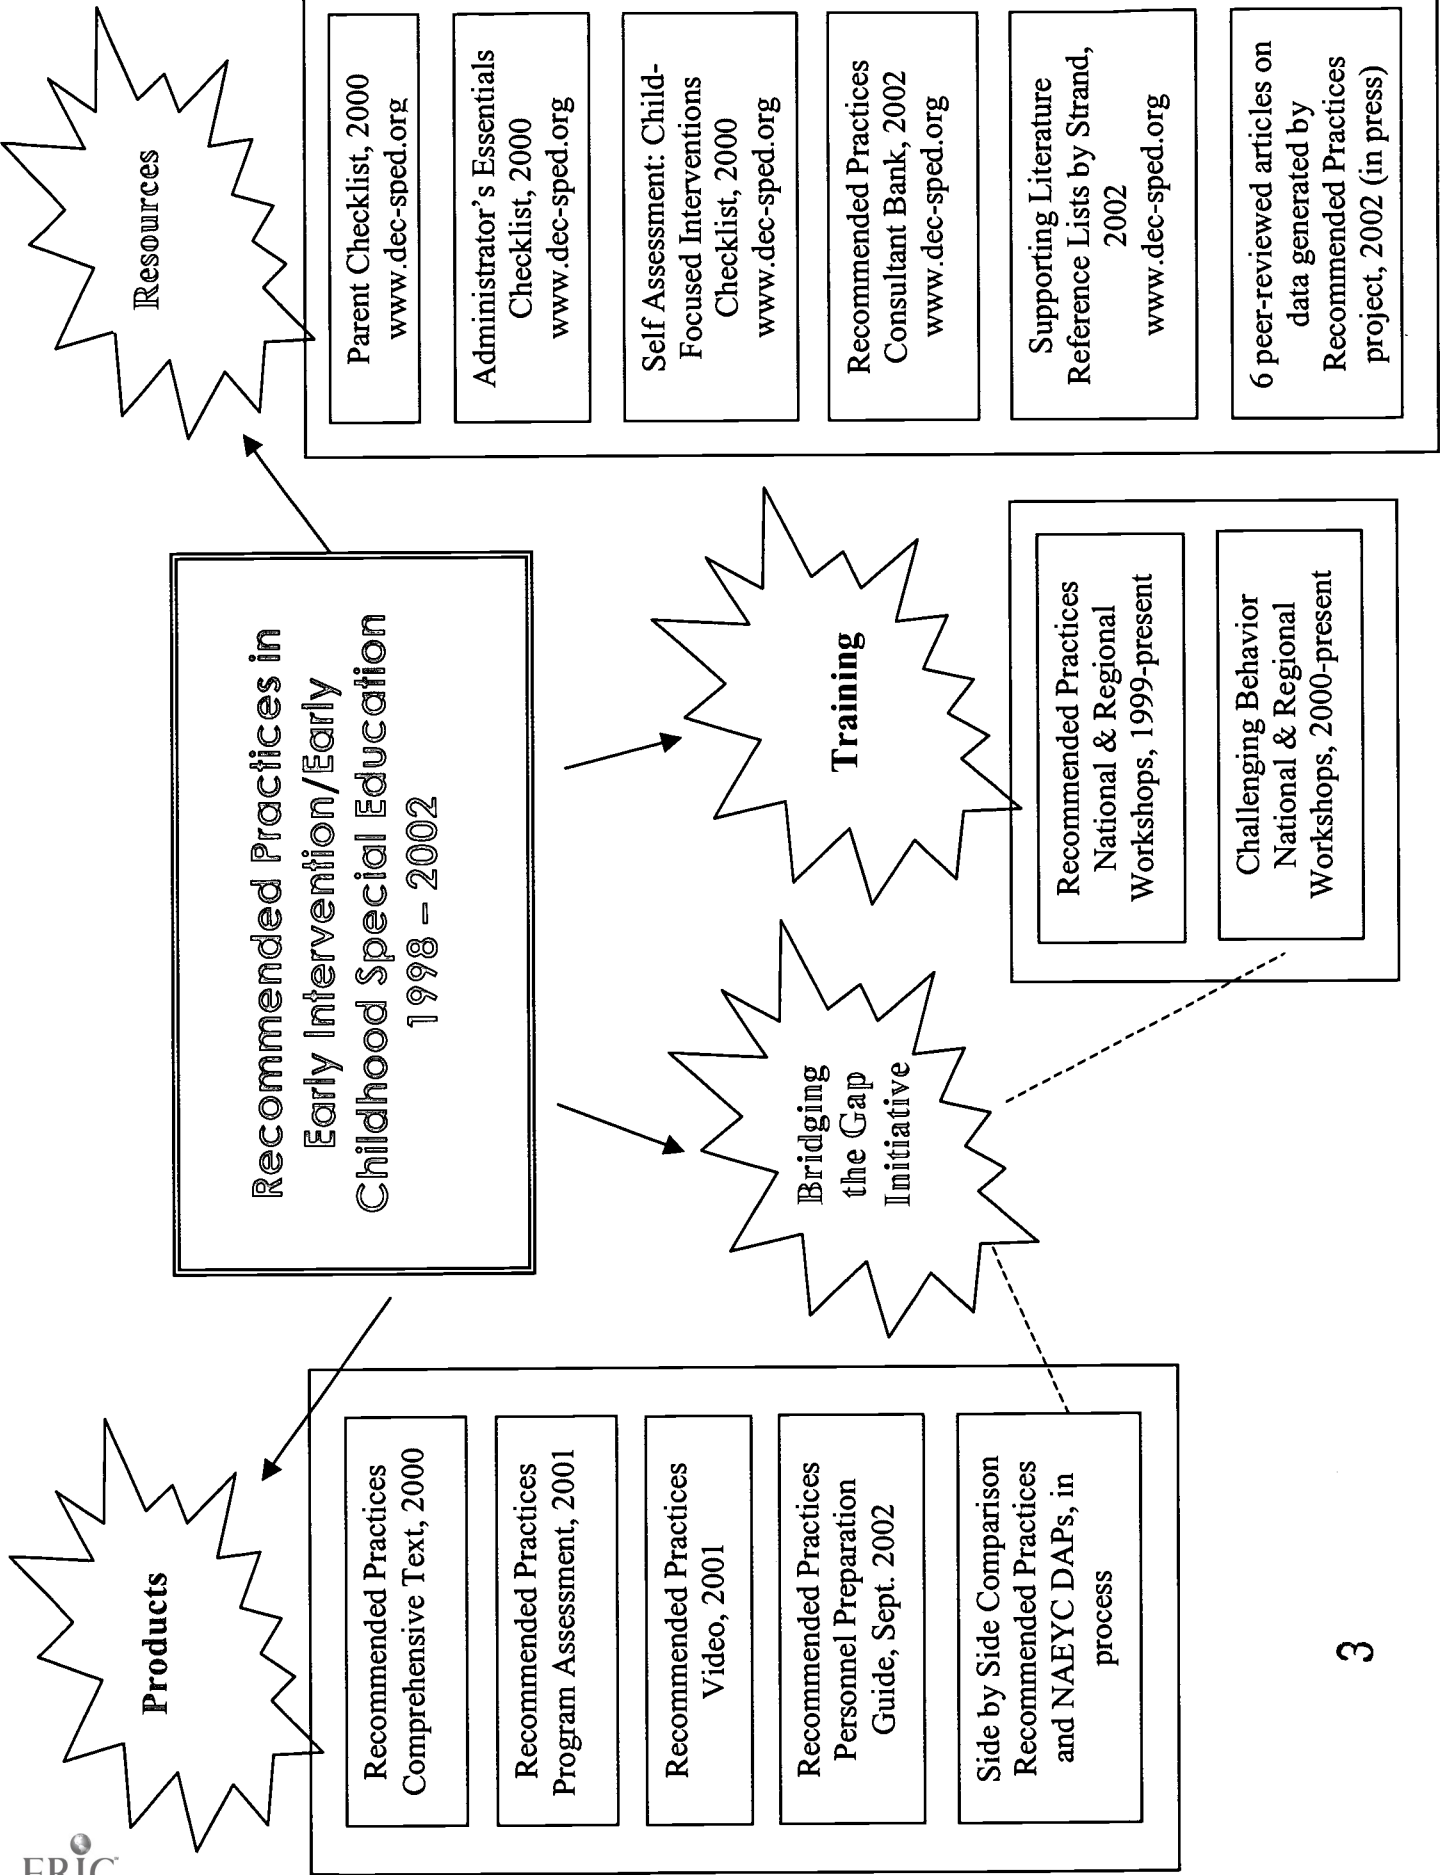 Recommended Practices in
Early Intervention/Early
Childhood Special Education
1998 – 2002
Products
Recommended Practices
Comprehensive Text, 2000
Recommended Practices
Program Assessment, 2001
Recommended Practices
Video, 2001
Recommended Practices
Personnel Preparation
Guide, Sept. 2002
Side by Side Comparison
Recommended Practices
and NAEYC DAPs, in
process
Bridging
the Gap
Initiative
Training
Recommended Practices
National & Regional
Workshops, 1999-present
Challenging Behavior
National & Regional
Workshops, 2000-present
Resources
Parent Checklist, 2000
www.dec-sped.org
Administrator's Essentials
Checklist, 2000
www.dec-sped.org
Self Assessment: Child-
Focused Interventions
Checklist, 2000
www.dec-sped.org
Recommended Practices
Consultant Bank, 2002
www.dec-sped.org
Supporting Literature
Reference Lists by Strand,
2002
www.dec-sped.org
6 peer-reviewed articles on
data generated by
Recommended Practices
project, 2002 (in press)
3
ERIC